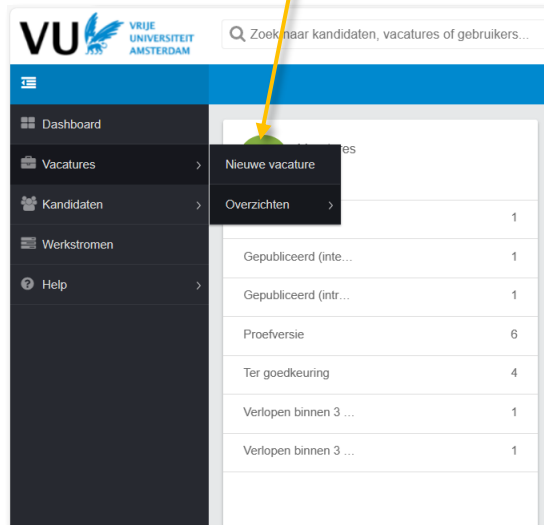 VU
VRIJE
UNIVERSITEIT
AMSTERDAM
Zoek naar kandidaten, vacatures of gebruikers...
Dashboard
Vacatures
Kandidaten
Werkstromen
Help
Nieuwe vacature
Overzichten
1
Gepubliceerd (inte... 1
Gepubliceerd (intr... 1
Proefversie 6
Ter goedkeuring 4
Verlopen binnen 3 ... 1
Verlopen binnen 3 ... 1